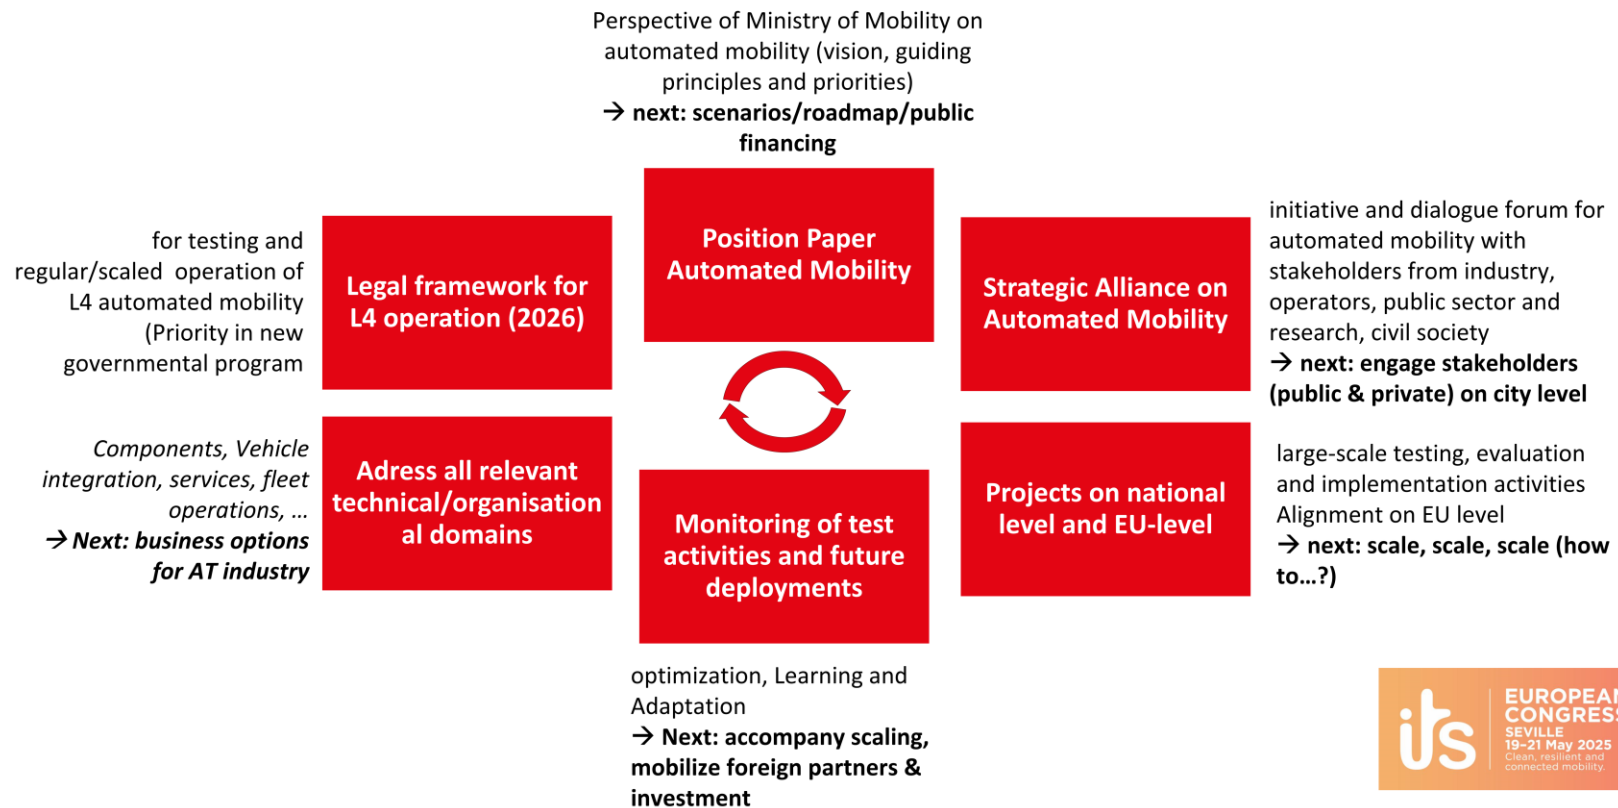 Perspective of Ministry of Mobility on
automated mobility (vision, guiding
principles and priorities)
→ next: scenarios/roadmap/public
financing
Position Paper
Automated Mobility
for testing and
regular/scaled operation of
L4 automated mobility
(Priority in new
governmental program
Legal framework for
L4 operation (2026)
Strategic Alliance on
Automated Mobility
initiative and dialogue forum for
automated mobility with
stakeholders from industry,
operators, public sector and
research, civil society
→ next: engage stakeholders
(public & private) on city level
Components, Vehicle
integration, services, fleet
operations, ...
→ Next: business options
for AT industry
Adress all relevant
technical/organisation
al domains
Monitoring of test
activities and future
deployments
Projects on national
level and EU-level
large-scale testing, evaluation
and implementation activities
Alignment on EU level
→ next: scale, scale, scale (how
to...?)
optimization, Learning and
Adaptation
→ Next: accompany scaling,
mobilize foreign partners &
investment
its
EUROPEAN
CONGRESS
SEVILLE
19–21 May 2025
Clean, resilient and
connected mobility.